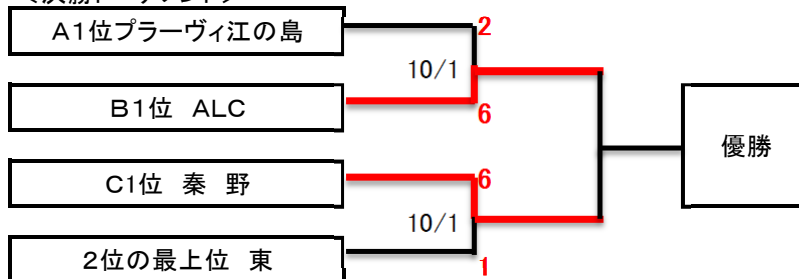 A1位プラーヴィ江の島
2
10/1
B1位 ALC
6
優勝
C1位 秦 野
6
10/1
2位の最上位 東
1